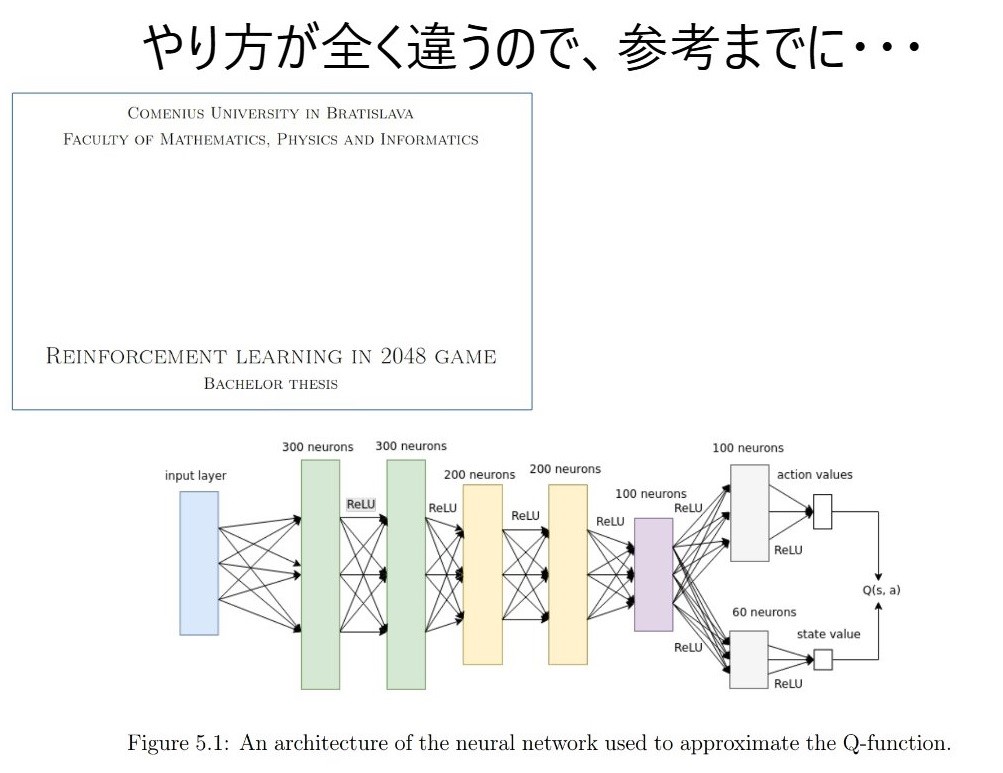 やり方が全く違うので、参考までに・・・
Comenius University in Bratislava
Faculty of Mathematics, Physics and Informatics
Reinforcement learning in 2048 game
Bachelor thesis
input layer
300 neurons
300 neurons
200 neurons
200 neurons
100 neurons
100 neurons
action values
ReLU
ReLU
ReLU
ReLU
ReLU
ReLU
Q(s, a)
60 neurons
state value
ReLU
ReLU
Figure 5.1: An architecture of the neural network used to approximate the Q-function.